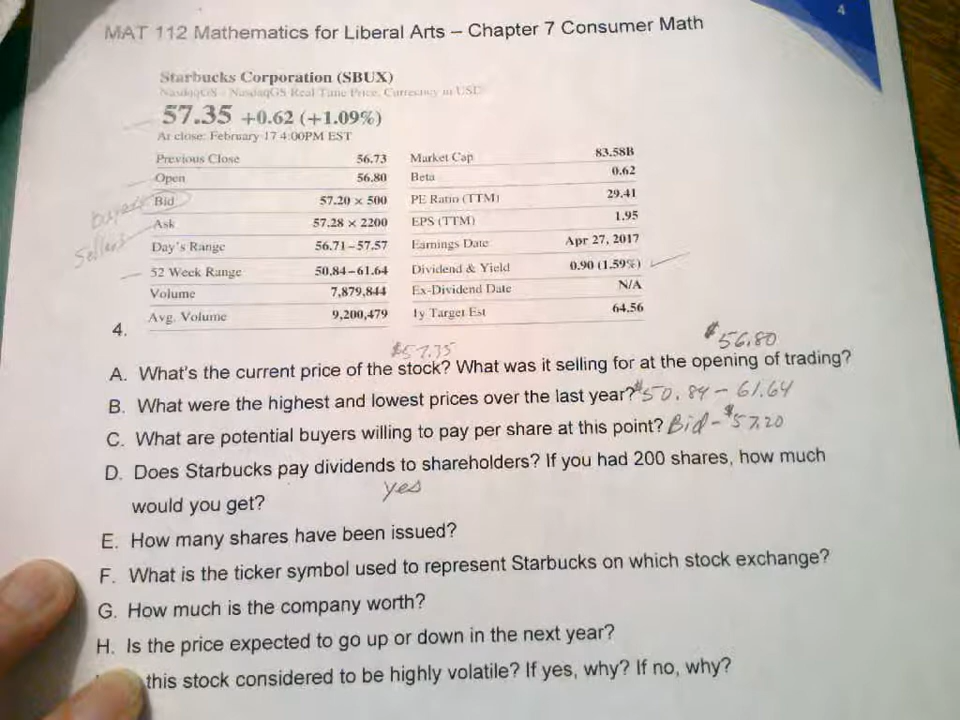 4
MAT 112 Mathematics for Liberal Arts – Chapter 7 Consumer Math
Starbucks Corporation (SBUX)
NasdaqGS - NasdaqGS Real Time Price. Currency in USD
57.35 +0.62 (+1.09%)
At close: February 17 4:00PM EST
Previous Close 56.73 Market Cap 83.58B
Open 56.80 Beta 0.62
buyers Bid 57.20 x 500 PE Ratio (TTM) 29.41
Sellers Ask 57.28 x 2200 EPS (TTM) 1.95
Day's Range 56.71-57.57 Earnings Date Apr 27, 2017
52 Week Range 50.84-61.64 Dividend & Yield 0.90 (1.59%)
Volume 7,879,844 Ex-Dividend Date N/A
Avg. Volume 9,200,479 1y Target Est 64.56
4.
$57.35 $56.80
A. What's the current price of the stock? What was it selling for at the opening of trading?
B. What were the highest and lowest prices over the last year? $50.84 - 61.64
C. What are potential buyers willing to pay per share at this point? Bid - $57.20
D. Does Starbucks pay dividends to shareholders? If you had 200 shares, how much
would you get? yes
E. How many shares have been issued?
F. What is the ticker symbol used to represent Starbucks on which stock exchange?
G. How much is the company worth?
H. Is the price expected to go up or down in the next year?
this stock considered to be highly volatile? If yes, why? If no, why?